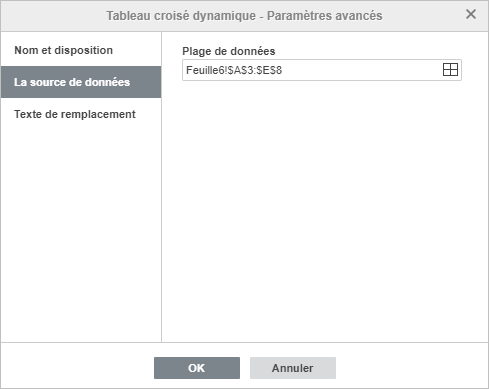 Tableau croisé dynamique - Paramètres avancés
Nom et disposition
La source de données
Texte de remplacement
Plage de données
Feuille6!$A$3:$E$8
OK
Annuler